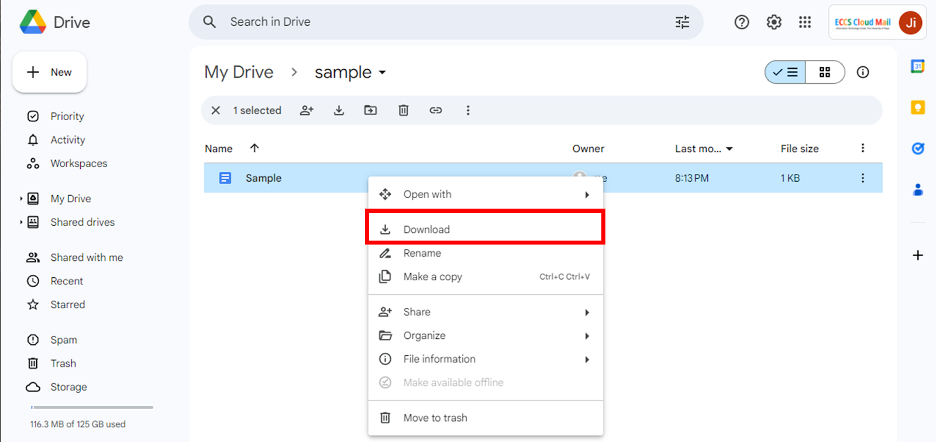 Drive
Search in Drive
ECCS Cloud Mail
Ji
New
Priority
Activity
Workspaces
My Drive
Shared drives
Shared with me
Recent
Starred
Spam
Trash
Storage
116.3 MB of 125 GB used
My Drive > sample
1 selected
Name Owner Last mo... File size
Sample 8:13 PM 1 KB
Open with
Download
Rename
Make a copy Ctrl+C Ctrl+V
Share
Organize
File information
Make available offline
Move to trash
31